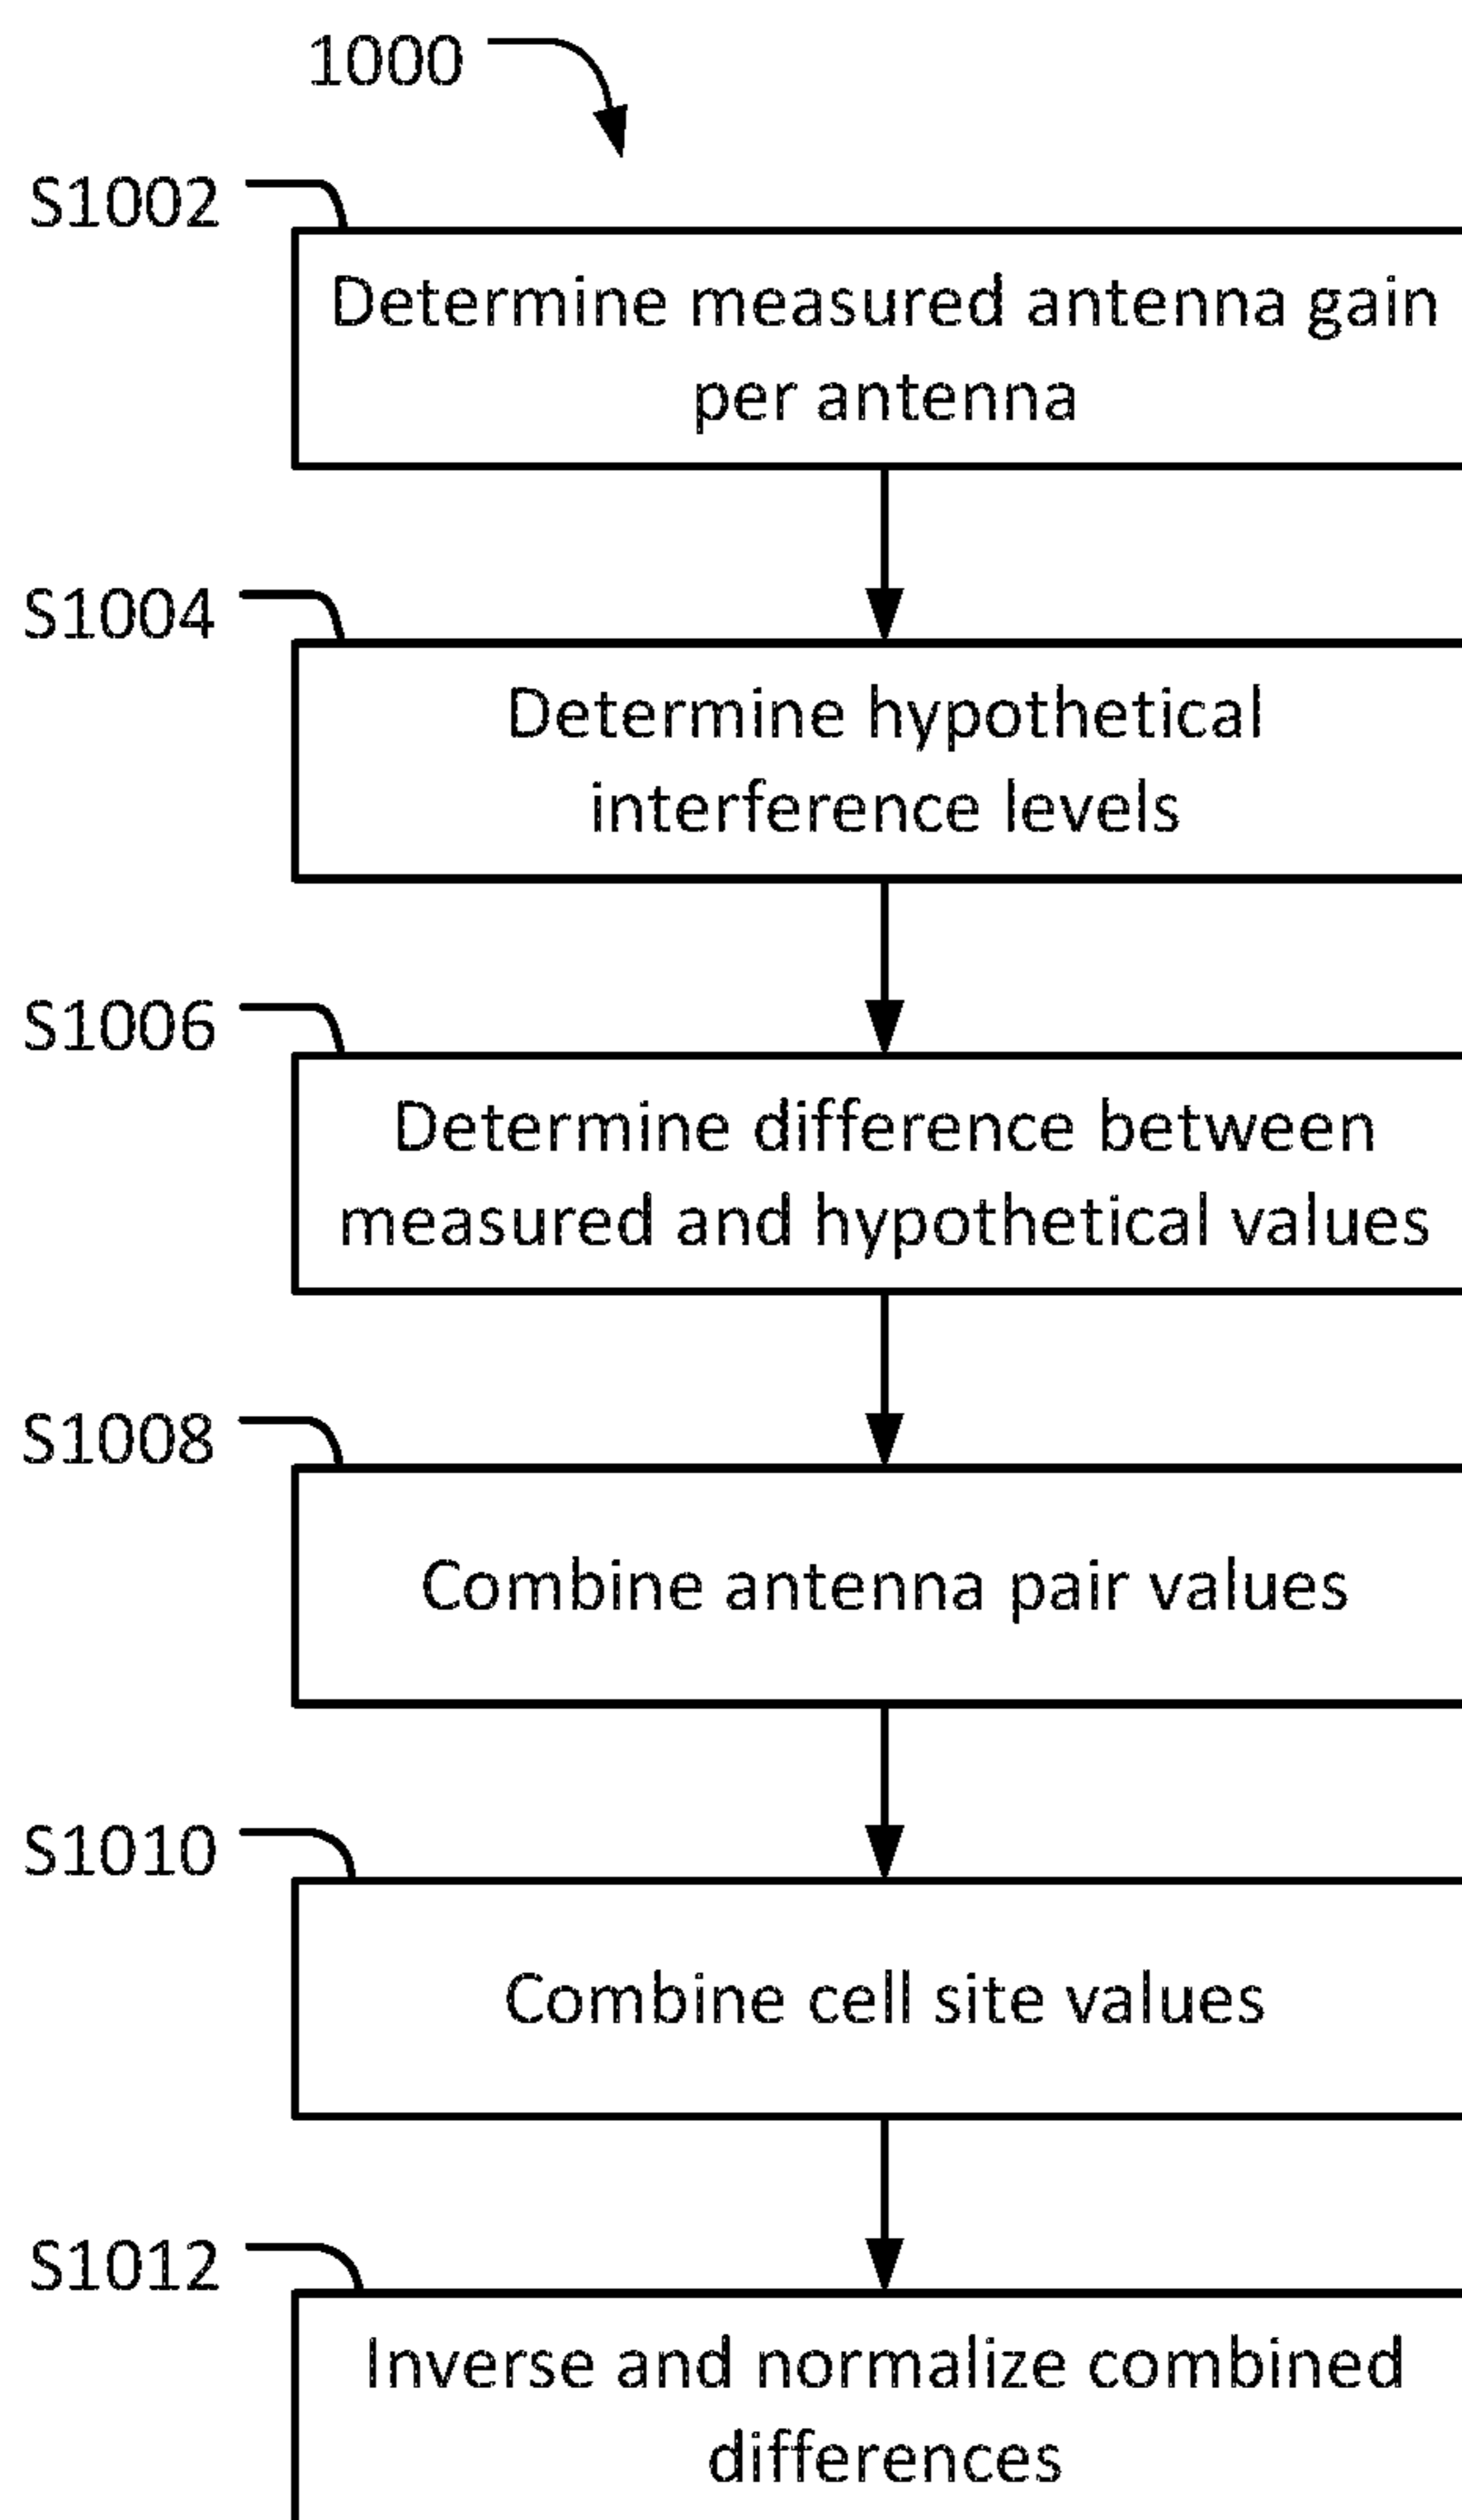 1000
S1002
Determine measured antenna gain
per antenna
S1004
Determine hypothetical
interference levels
S1006
Determine difference between
measured and hypothetical values
S1008
Combine antenna pair values
S1010
Combine cell site values
S1012
Inverse and normalize combined
differences